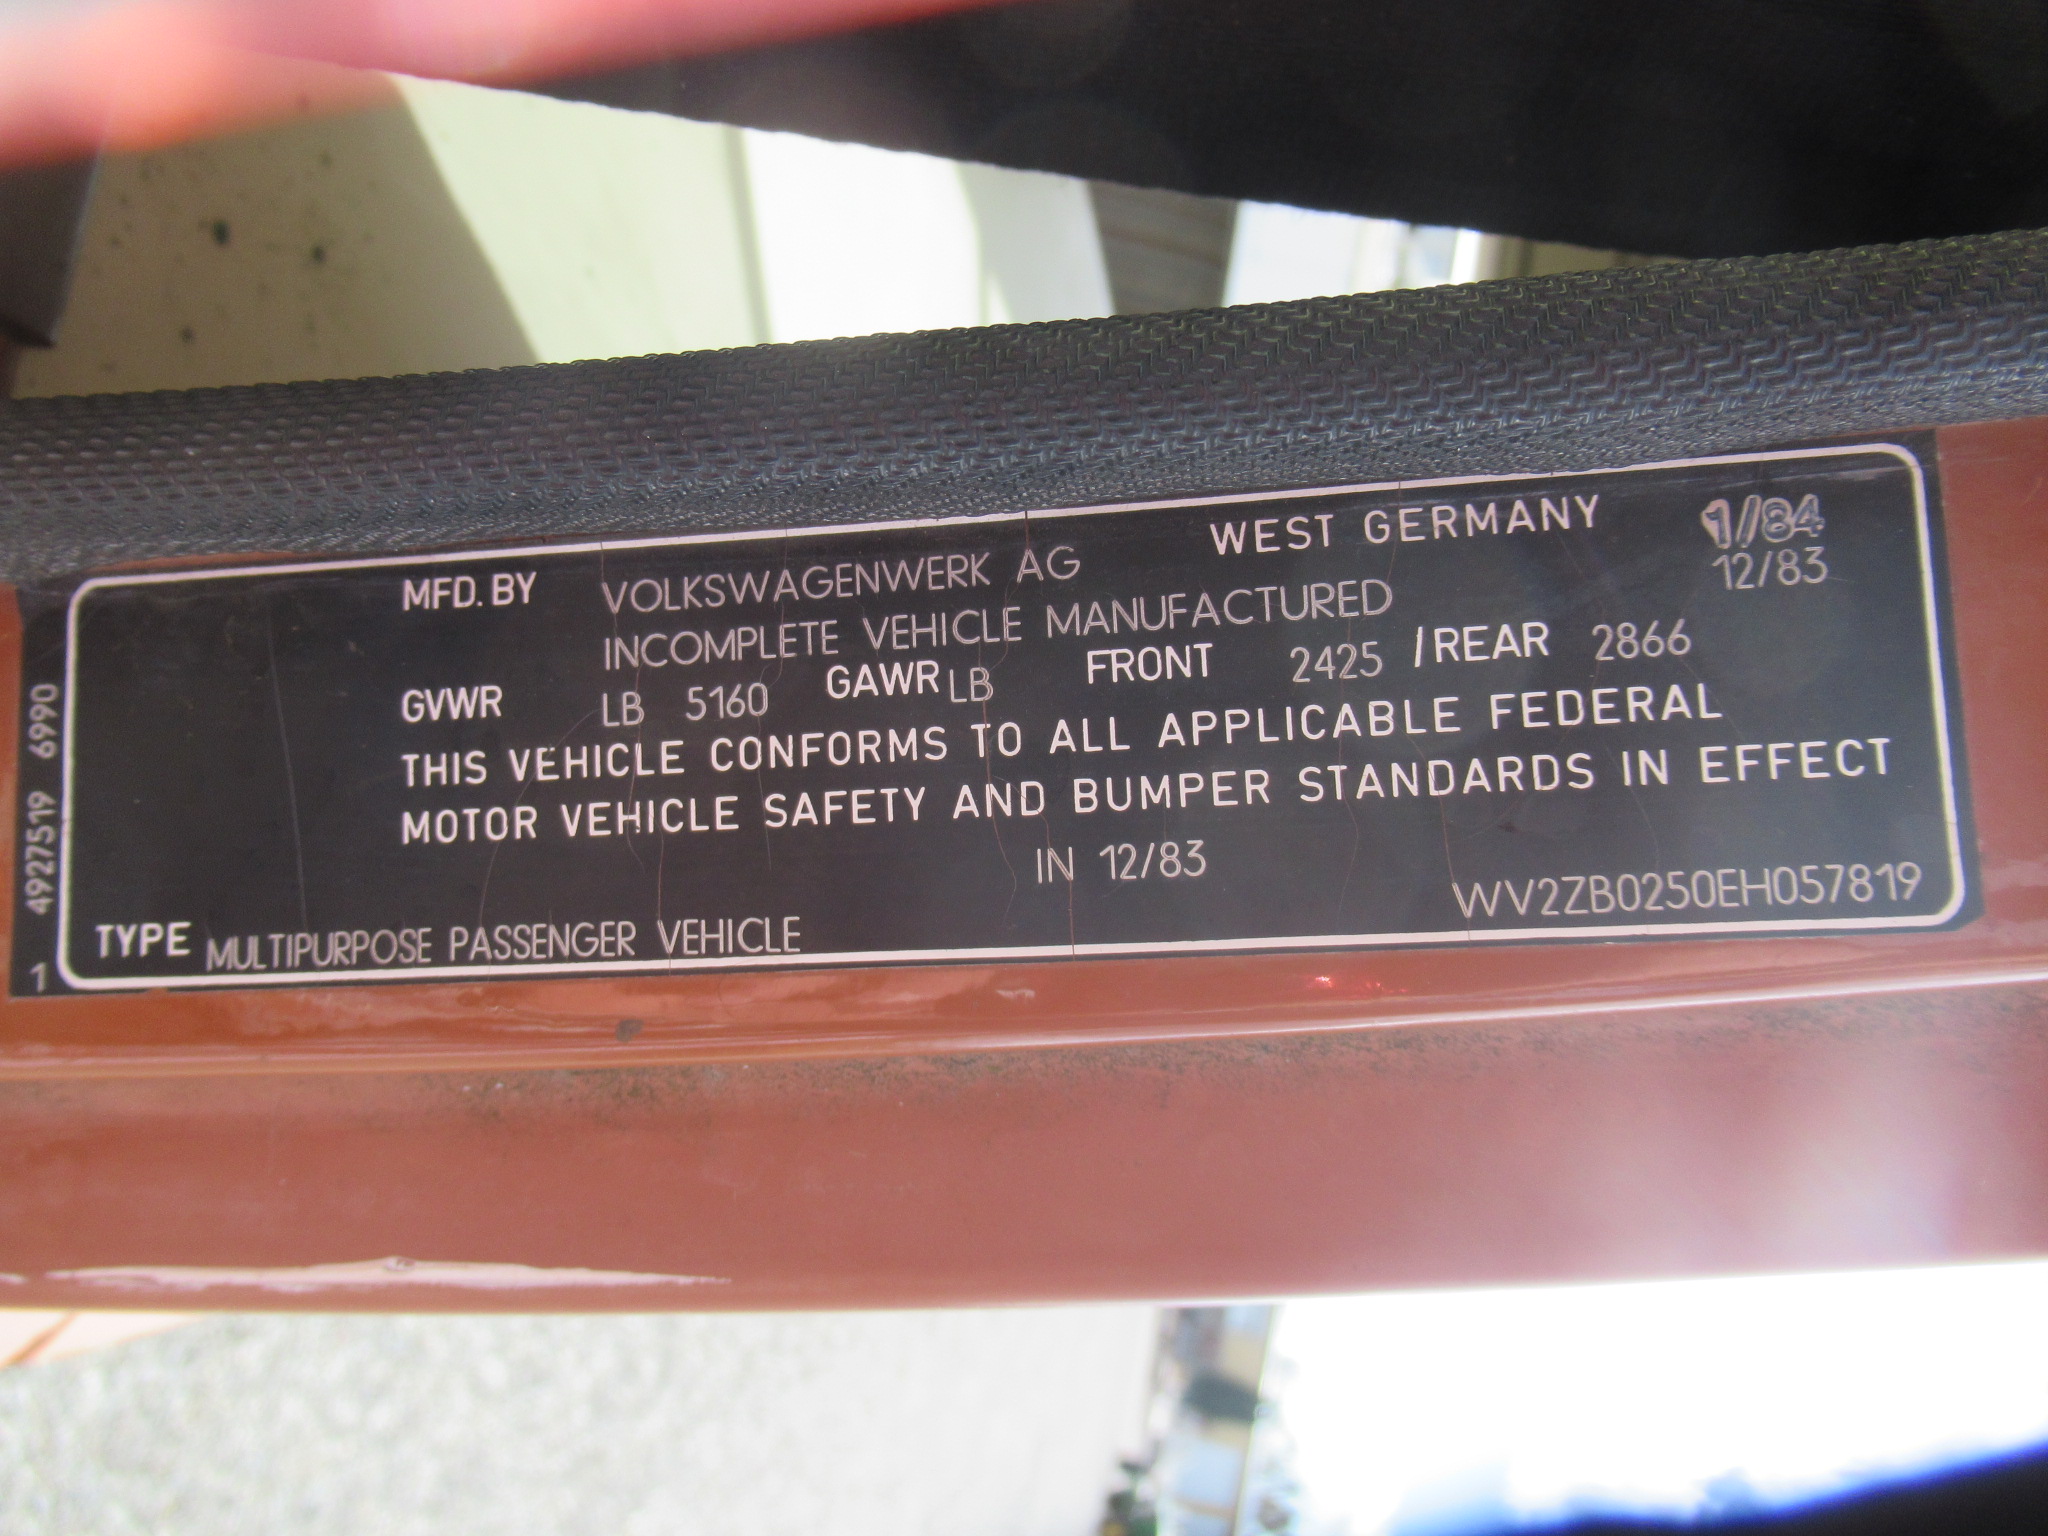 MFD. BY VOLKSWAGENWERK AG WEST GERMANY 1/84
INCOMPLETE VEHICLE MANUFACTURED 12/83
GVWR LB 5160 GAWR LB FRONT 2425 / REAR 2866
THIS VEHICLE CONFORMS TO ALL APPLICABLE FEDERAL
MOTOR VEHICLE SAFETY AND BUMPER STANDARDS IN EFFECT
IN 12/83
WV2ZB0250EH057819
TYPE MULTIPURPOSE PASSENGER VEHICLE
1 4927519 6990